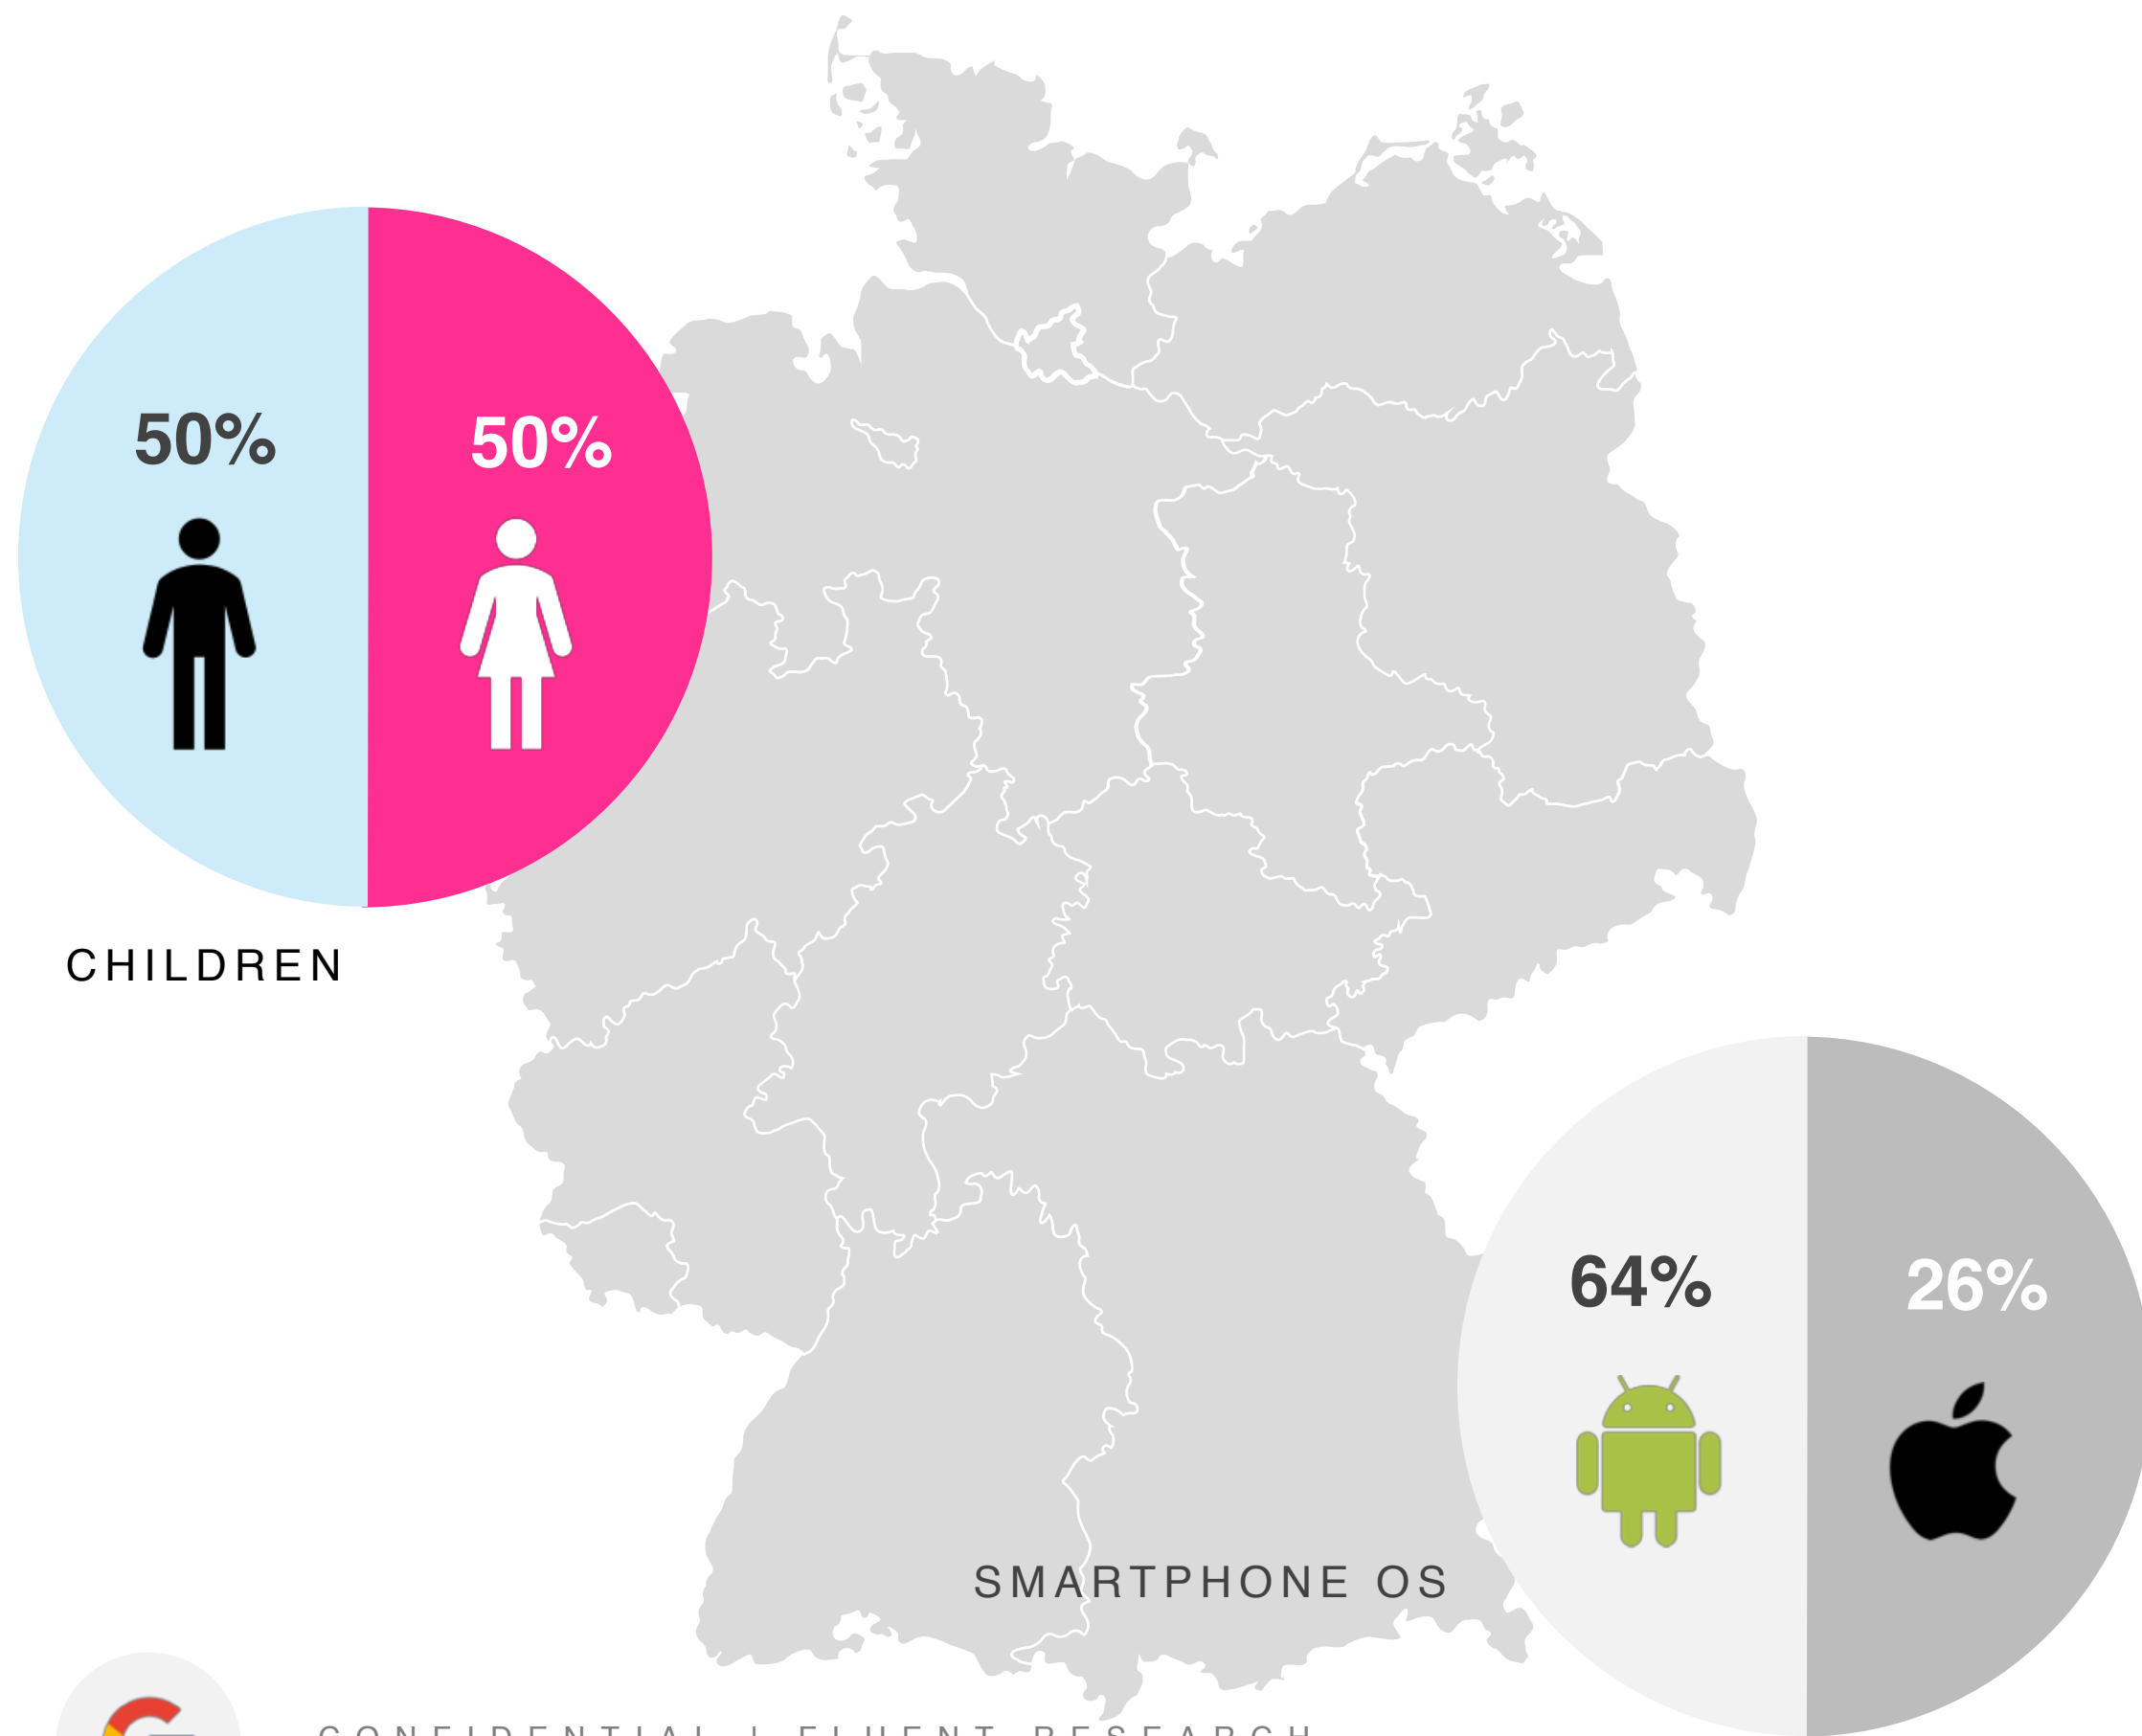 50% 50%
CHILDREN
64% 26%
SMARTPHONE OS
CONFIDENTIAL | FLUENT RESEARCH